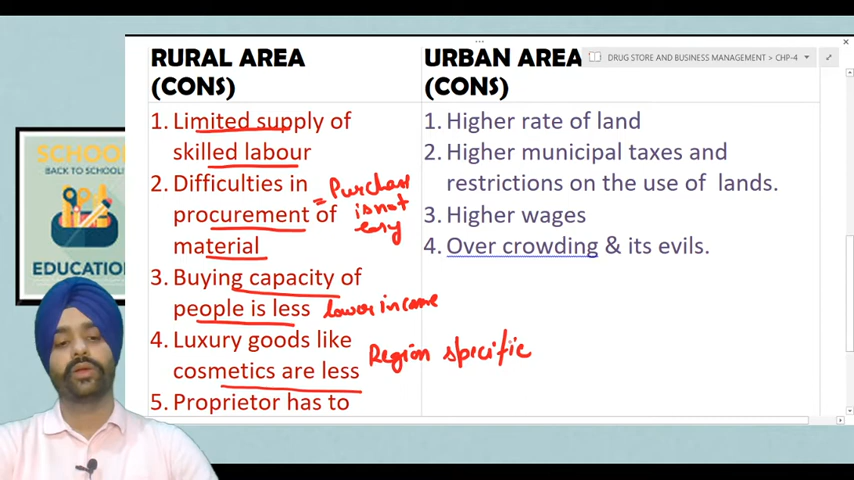 DRUG STORE AND BUSINESS MANAGEMENT > CHP-4
RURAL AREA
(CONS)
1. Limited supply of
skilled labour
2. Difficulties in
procurement of
material
= Purchase
is not
easy
3. Buying capacity of
people is less
lower income
4. Luxury goods like
cosmetics are less
Region specific
5. Proprietor has to
URBAN AREA
(CONS)
1. Higher rate of land
2. Higher municipal taxes and
restrictions on the use of lands.
3. Higher wages
4. Over crowding & its evils.
SCHOO
BACK TO SCHOO
EDUCATION